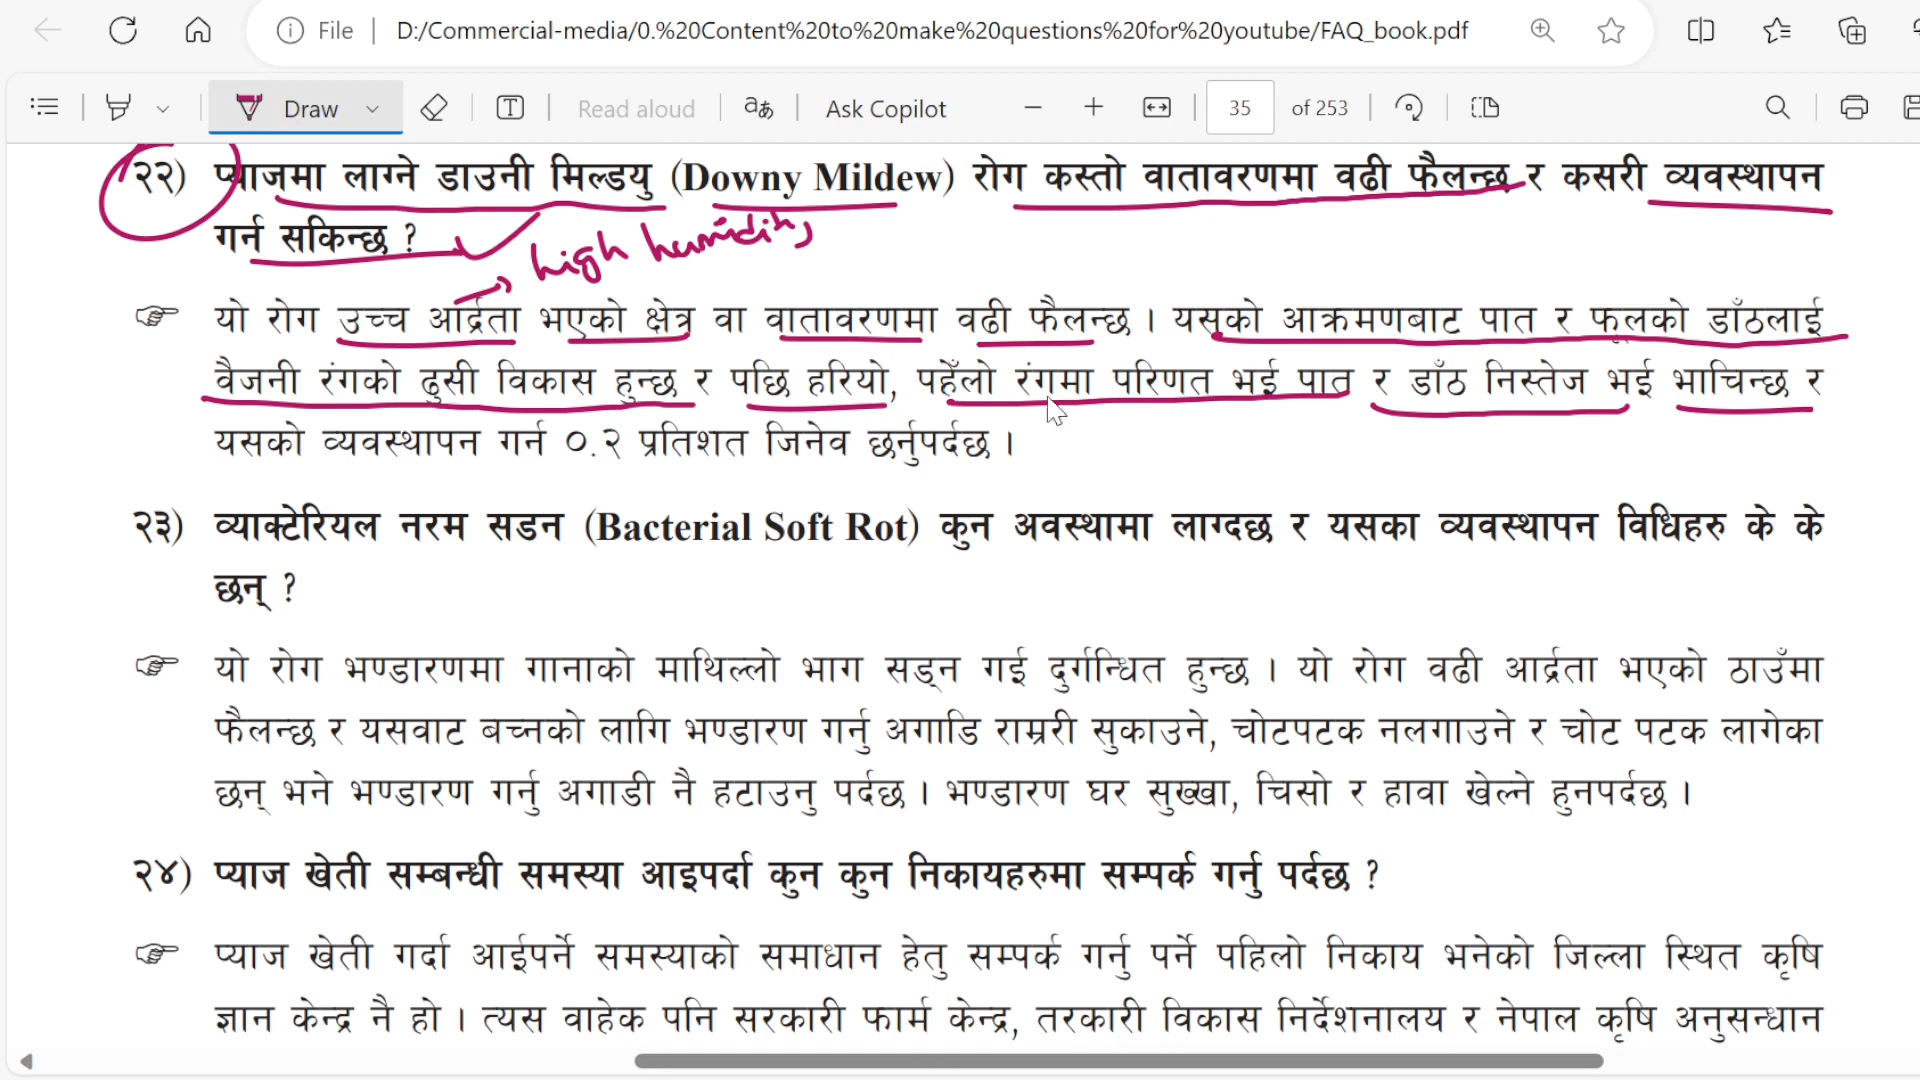 File D:/Commercial-media/0.%20Content%20to%20make%20questions%20for%20youtube/FAQ_book.pdf
Draw Read aloud aあ Ask Copilot 35 of 253
२२) प्याजमा लाग्ने डाउनी मिल्डयु (Downy Mildew) रोग कस्तो वातावरणमा वढी फैलन्छ र कसरी व्यवस्थापन
गर्न सकिन्छ ?
high humidity
यो रोग उच्च आर्द्रता भएको क्षेत्र वा वातावरणमा वढी फैलन्छ । यसको आक्रमणबाट पात र फूलको डाँठलाई
वैजनी रंगको ढुसी विकास हुन्छ र पछि हरियो, पहेँलो रंगमा परिणत भई पात र डाँठ निस्तेज भई भाचिन्छ र
यसको व्यवस्थापन गर्न ०.२ प्रतिशत जिनेव छर्नुपर्दछ ।
२३) व्याक्टेरियल नरम सडन (Bacterial Soft Rot) कुन अवस्थामा लाग्दछ र यसका व्यवस्थापन विधिहरु के के
छन् ?
यो रोग भण्डारणमा गानाको माथिल्लो भाग सड्न गई दुर्गन्धित हुन्छ । यो रोग वढी आर्द्रता भएको ठाउँमा
फैलन्छ र यसवाट बच्नको लागि भण्डारण गर्नु अगाडि राम्ररी सुकाउने, चोटपटक नलगाउने र चोट पटक लागेका
छन् भने भण्डारण गर्नु अगाडी नै हटाउनु पर्दछ । भण्डारण घर सुख्खा, चिसो र हावा खेल्ने हुनपर्दछ ।
२४) प्याज खेती सम्बन्धी समस्या आइपर्दा कुन कुन निकायहरुमा सम्पर्क गर्नु पर्दछ ?
प्याज खेती गर्दा आईपर्ने समस्याको समाधान हेतु सम्पर्क गर्नु पर्ने पहिलो निकाय भनेको जिल्ला स्थित कृषि
ज्ञान केन्द्र नै हो । त्यस वाहेक पनि सरकारी फार्म केन्द्र, तरकारी विकास निर्देशनालय र नेपाल कृषि अनुसन्धान